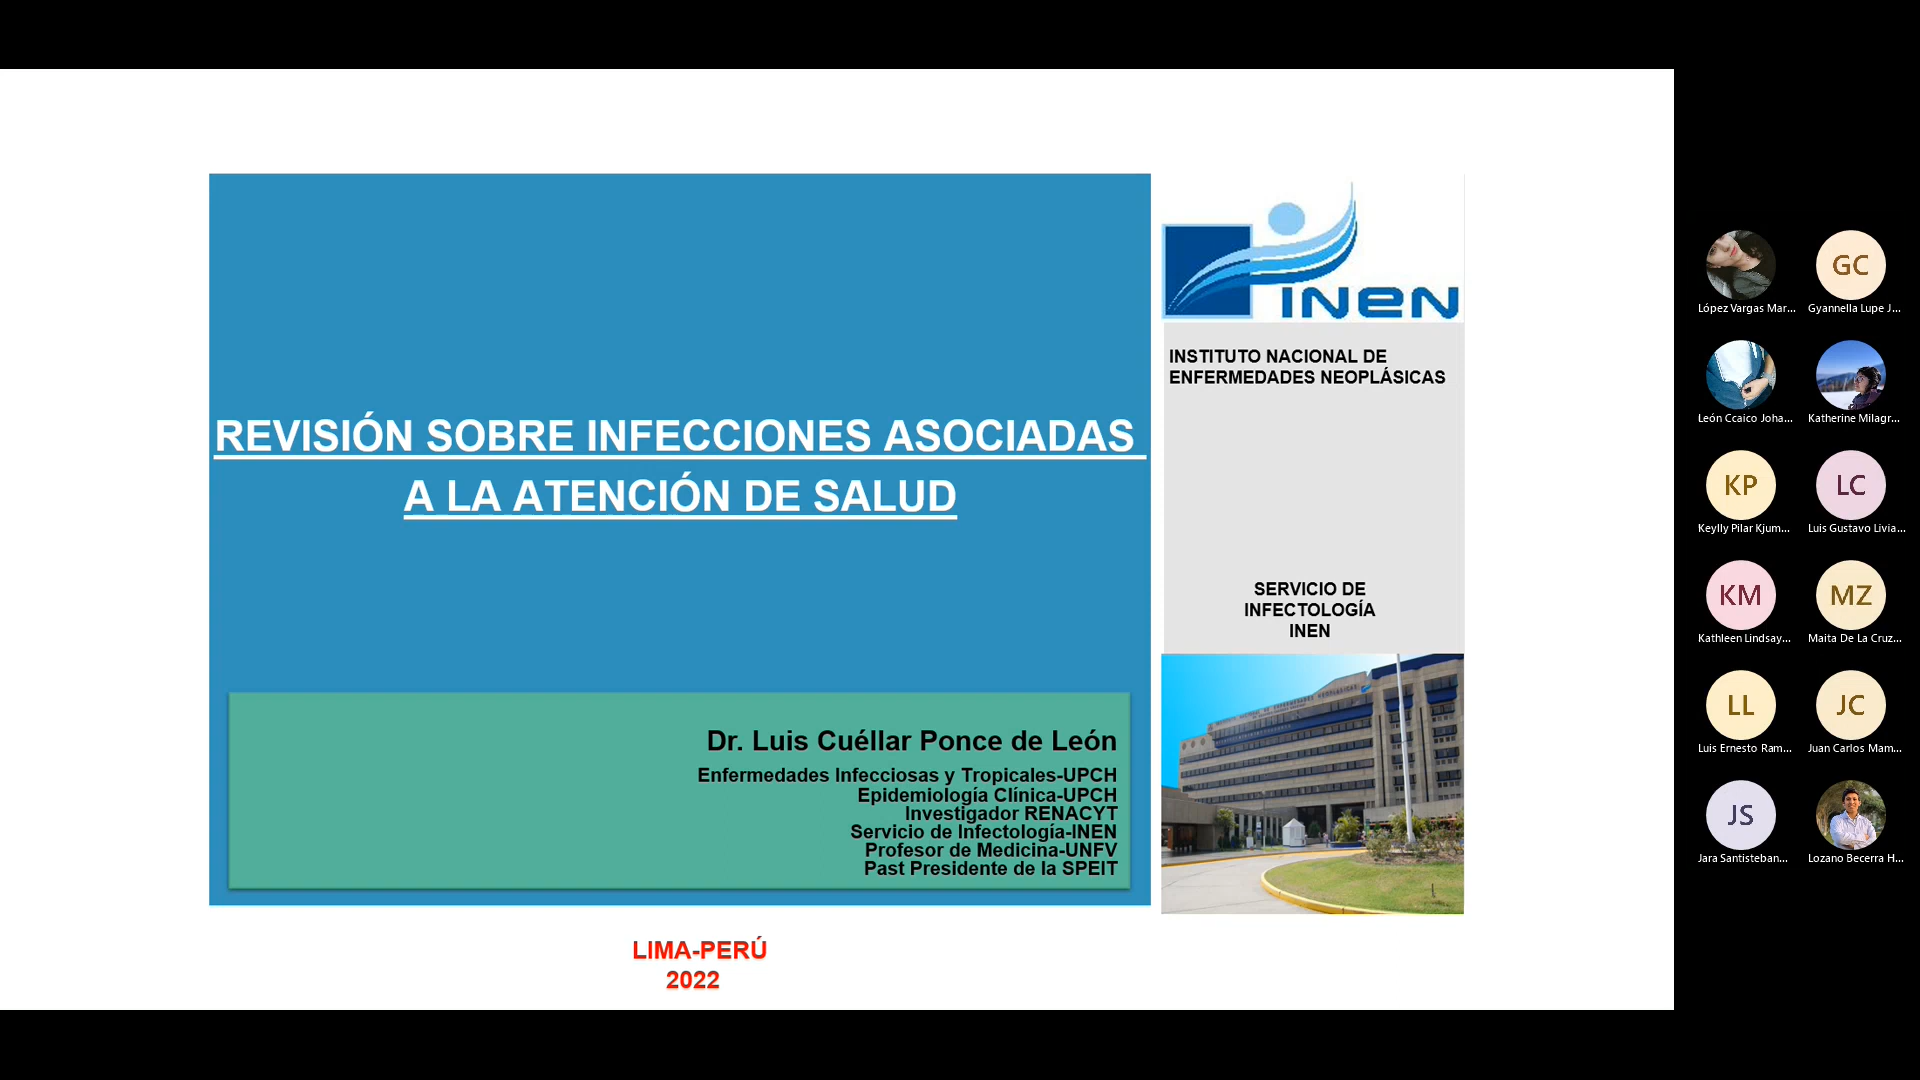 REVISIÓN SOBRE INFECCIONES ASOCIADAS
A LA ATENCIÓN DE SALUD
Dr. Luis Cuéllar Ponce de León
Enfermedades Infecciosas y Tropicales-UPCH
Epidemiología Clínica-UPCH
Investigador RENACYT
Servicio de Infectología-INEN
Profesor de Medicina-UNFV
Past Presidente de la SPEIT
LIMA-PERÚ
2022
INEN
INSTITUTO NACIONAL DE
ENFERMEDADES NEOPLÁSICAS
SERVICIO DE
INFECTOLOGÍA
INEN
López Vargas Mar...
GC
Gyannella Lupe J...
León Ccaico Joha...
Katherine Milagr...
KP
Keylly Pilar Kjum...
LC
Luis Gustavo Livia...
KM
Kathleen Lindsay...
MZ
Maita De La Cruz...
LL
Luis Ernesto Ram...
JC
Juan Carlos Mam...
JS
Jara Santisteban...
Lozano Becerra H...